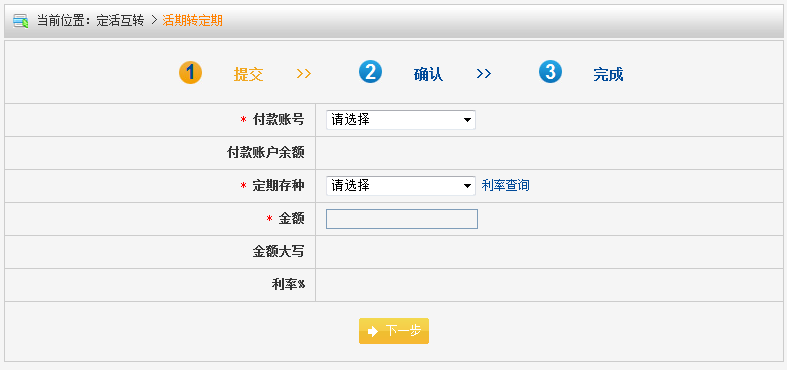 当前位置：定活互转 > 活期转定期
1 提交 >> 2 确认 >> 3 完成
* 付款账号 请选择
付款账户余额
* 定期存种 请选择 利率查询
* 金额
金额大写
利率%
下一步